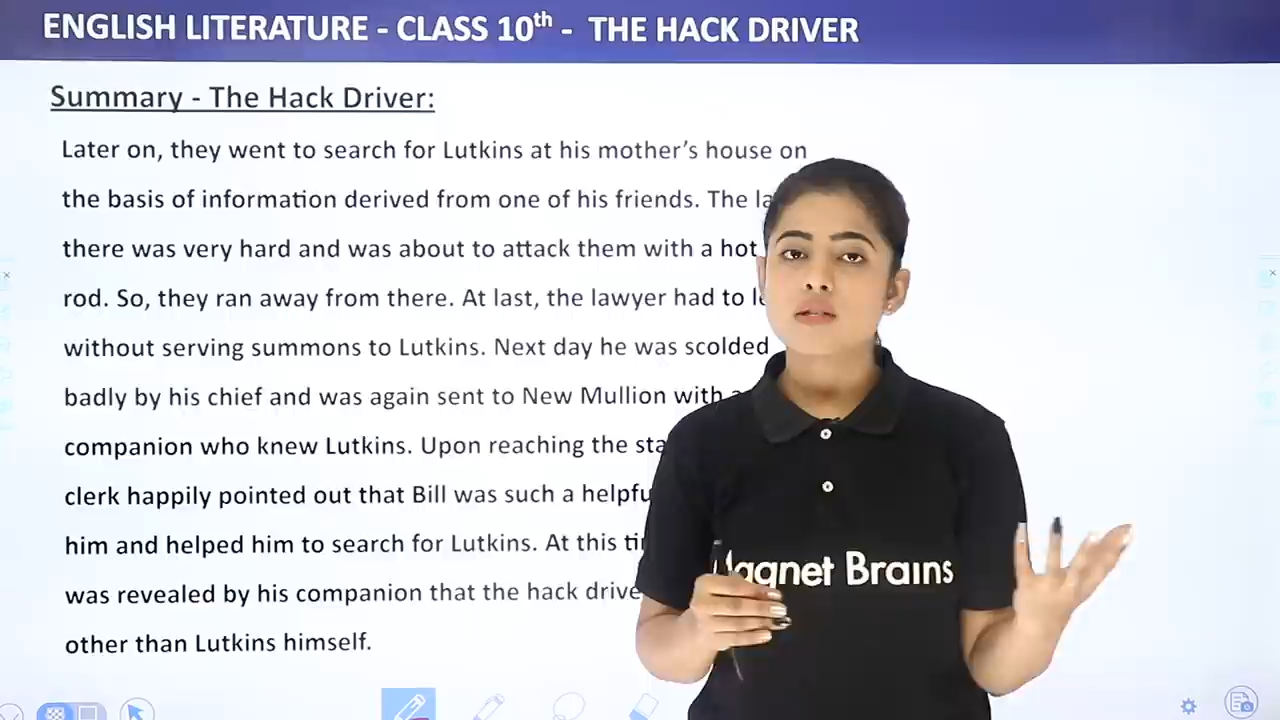 ENGLISH LITERATURE - CLASS 10th - THE HACK DRIVER
Summary - The Hack Driver:
Later on, they went to search for Lutkins at his mother's house on
the basis of information derived from one of his friends. The
there was very hard and was about to attack them with a hot
rod. So, they ran away from there. At last, the lawyer had to
without serving summons to Lutkins. Next day he was scolded
badly by his chief and was again sent to New Mullion with
companion who knew Lutkins. Upon reaching the
clerk happily pointed out that Bill was such a
him and helped him to search for Lutkins. At this
was revealed by his companion that the hack
other than Lutkins himself.
Magnet Brains